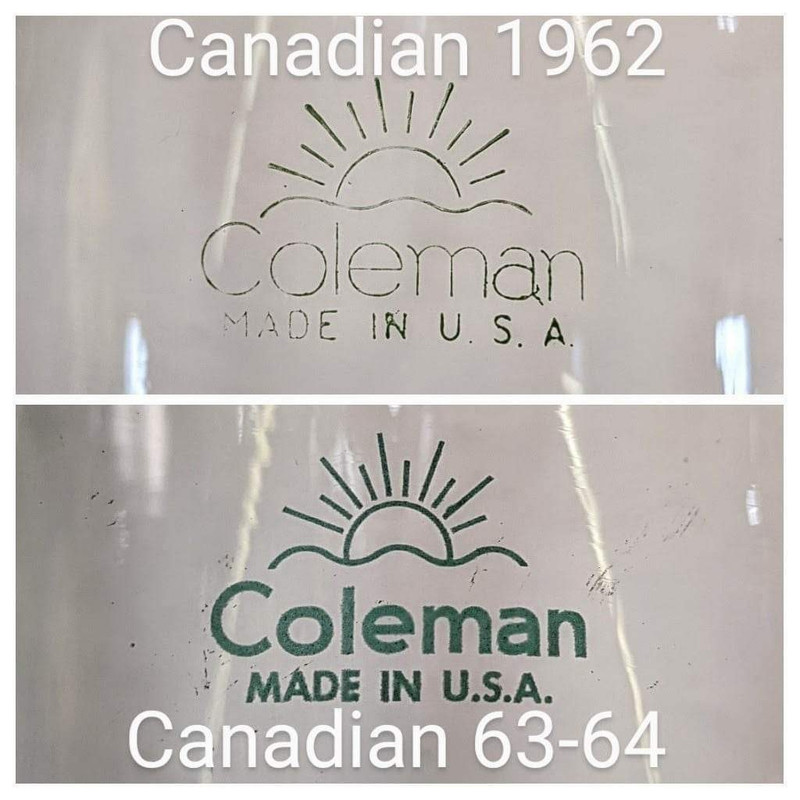 Canadian 1962
Coleman
MADE IN U.S.A.
Coleman
MADE IN U.S.A.
Canadian 63-64